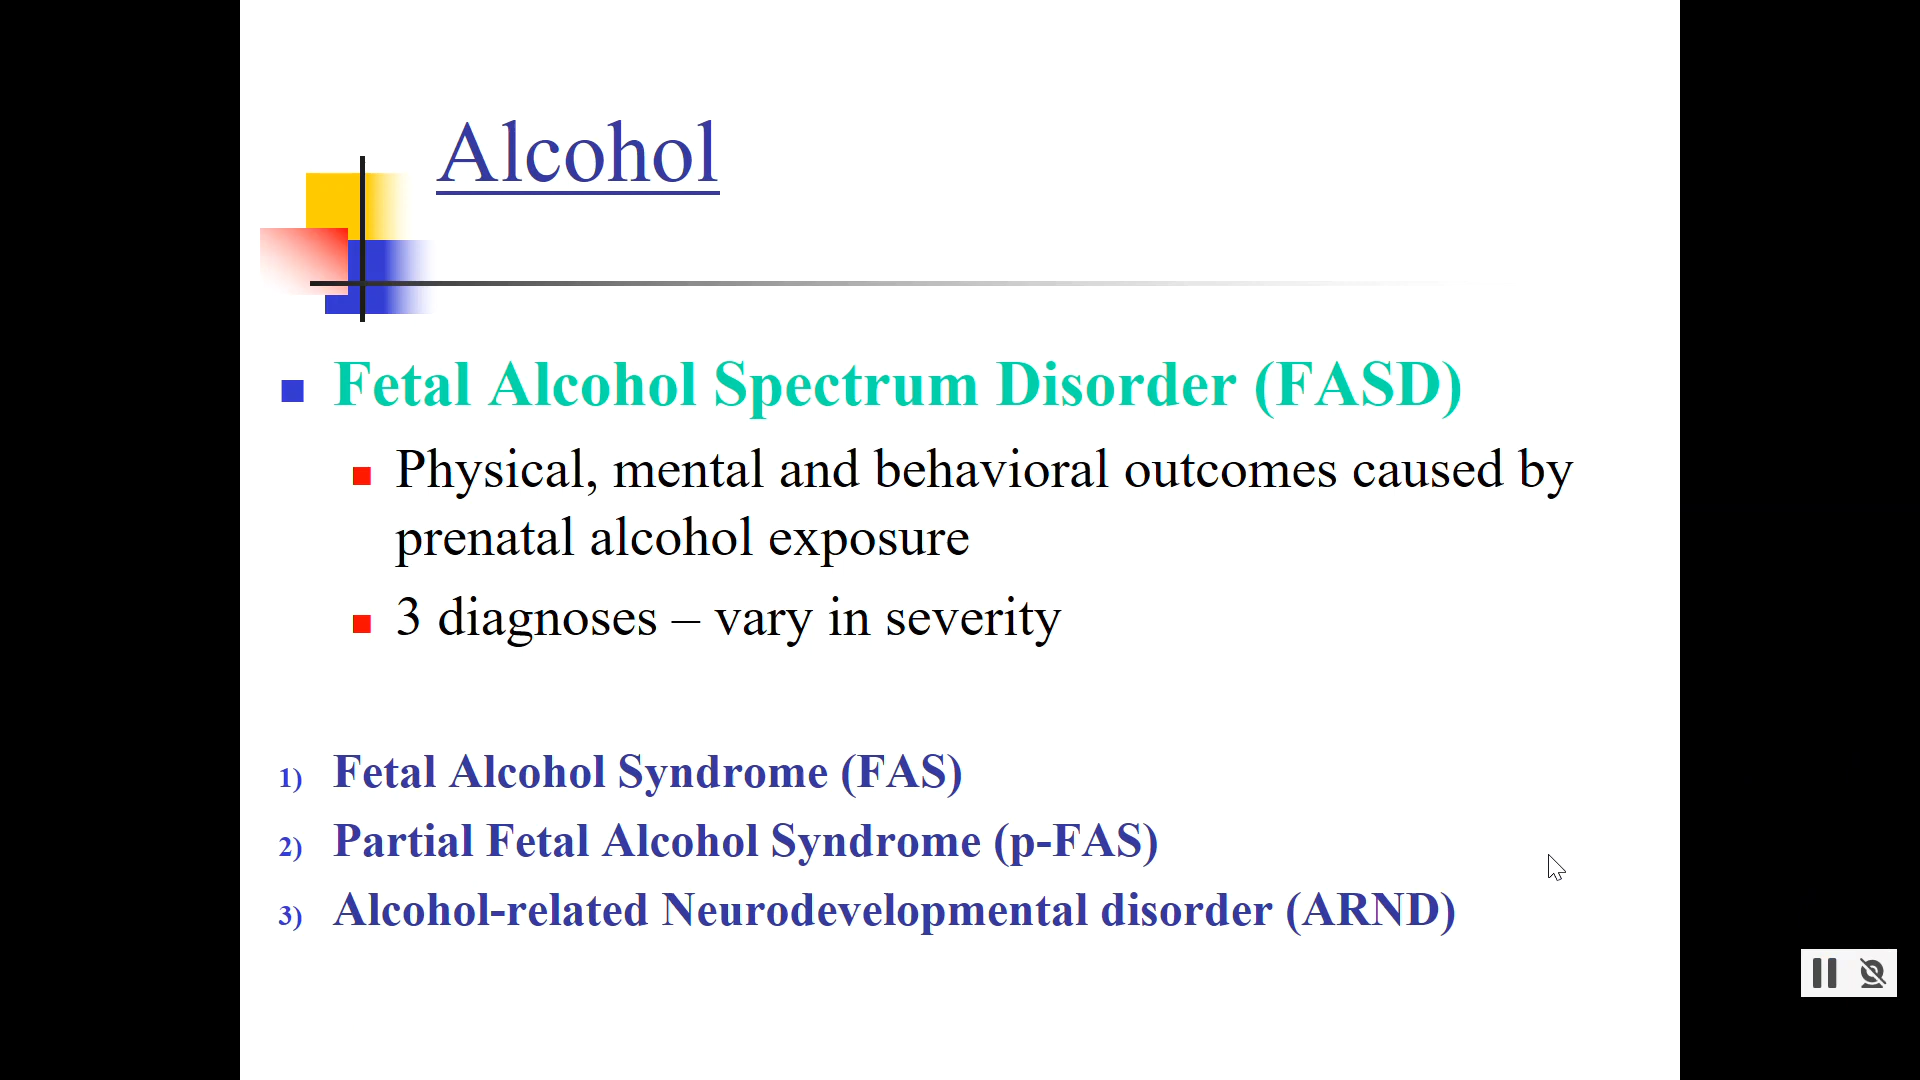 Alcohol
Fetal Alcohol Spectrum Disorder (FASD)
Physical, mental and behavioral outcomes caused by
prenatal alcohol exposure
3 diagnoses – vary in severity
1) Fetal Alcohol Syndrome (FAS)
2) Partial Fetal Alcohol Syndrome (p-FAS)
3) Alcohol-related Neurodevelopmental disorder (ARND)